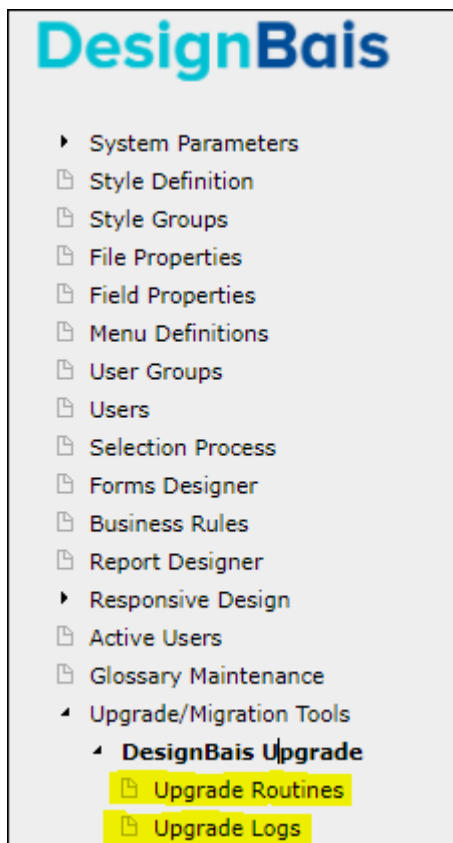 DesignBais
System Parameters
Style Definition
Style Groups
File Properties
Field Properties
Menu Definitions
User Groups
Users
Selection Process
Forms Designer
Business Rules
Report Designer
Responsive Design
Active Users
Glossary Maintenance
Upgrade/Migration Tools
DesignBais Upgrade
Upgrade Routines
Upgrade Logs